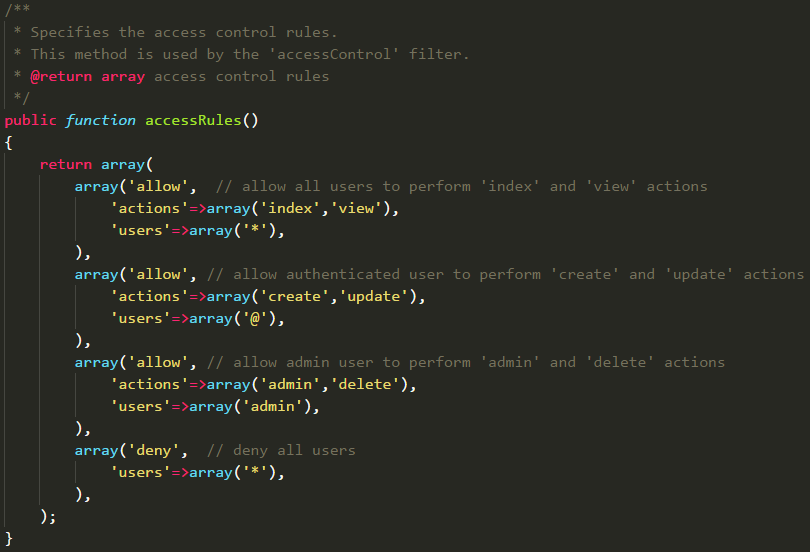 /**
 * Specifies the access control rules.
 * This method is used by the 'accessControl' filter.
 * @return array access control rules
 */
public function accessRules()
{
    return array(
        array('allow',  // allow all users to perform 'index' and 'view' actions
            'actions'=>array('index','view'),
            'users'=>array('*'),
        ),
        array('allow', // allow authenticated user to perform 'create' and 'update' actions
            'actions'=>array('create','update'),
            'users'=>array('@'),
        ),
        array('allow', // allow admin user to perform 'admin' and 'delete' actions
            'actions'=>array('admin','delete'),
            'users'=>array('admin'),
        ),
        array('deny',  // deny all users
            'users'=>array('*'),
        ),
    );
}